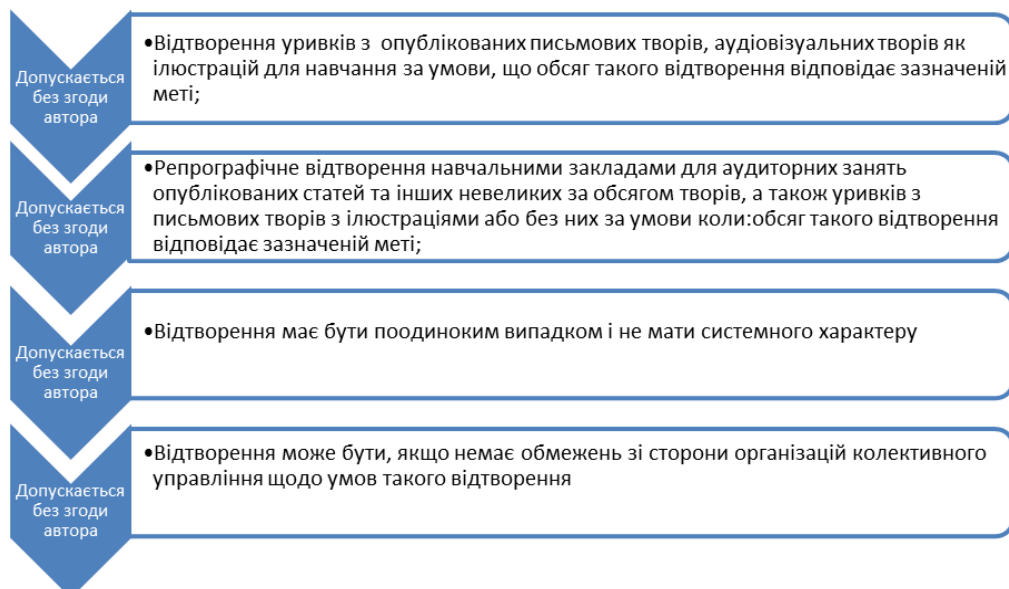 Допускається
без згоди
автора
•Відтворення уривків з опублікованих письмових творів, аудіовізуальних творів як
ілюстрацій для навчання за умови, що обсяг такого відтворення відповідає зазначеній
меті;
Допускається
без згоди
автора
•Репрографічне відтворення навчальними закладами для аудиторних занять
опублікованих статей та інших невеликих за обсягом творів, а також уривків з
письмових творів з ілюстраціями або без них за умови коли:обсяг такого відтворення
відповідає зазначеній меті;
Допускається
без згоди
автора
•Відтворення має бути поодиноким випадком і не мати системного характеру
Допускається
без згоди
автора
•Відтворення може бути, якщо немає обмежень зі сторони організацій колективного
управління щодо умов такого відтворення